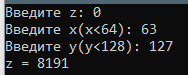 Введите z: 0
Введите x(x<64): 63
Введите y(y<128): 127
z = 8191